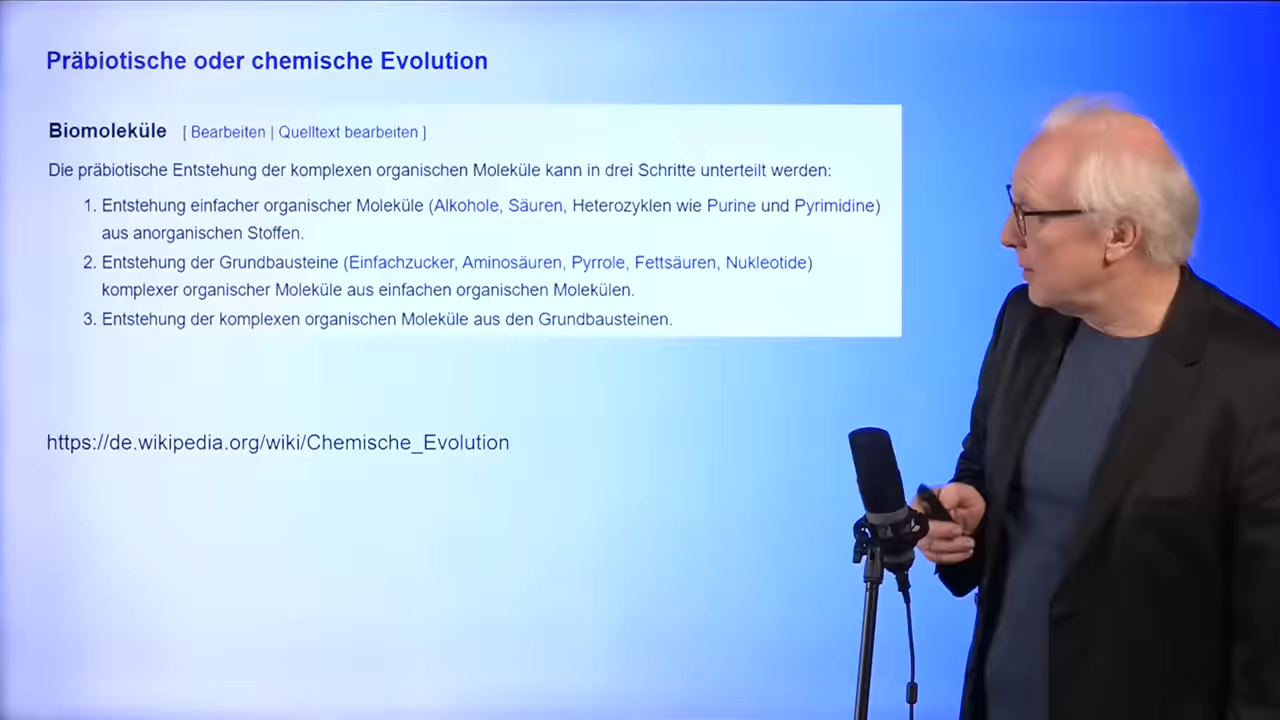 Präbiotische oder chemische Evolution
Biomoleküle [ Bearbeiten | Quelltext bearbeiten ]
Die präbiotische Entstehung der komplexen organischen Moleküle kann in drei Schritte unterteilt werden:
1. Entstehung einfacher organischer Moleküle (Alkohole, Säuren, Heterozyklen wie Purine und Pyrimidine)
aus anorganischen Stoffen.
2. Entstehung der Grundbausteine (Einfachzucker, Aminosäuren, Pyrrole, Fettsäuren, Nukleotide)
komplexer organischer Moleküle aus einfachen organischen Molekülen.
3. Entstehung der komplexen organischen Moleküle aus den Grundbausteinen.
https://de.wikipedia.org/wiki/Chemische_Evolution